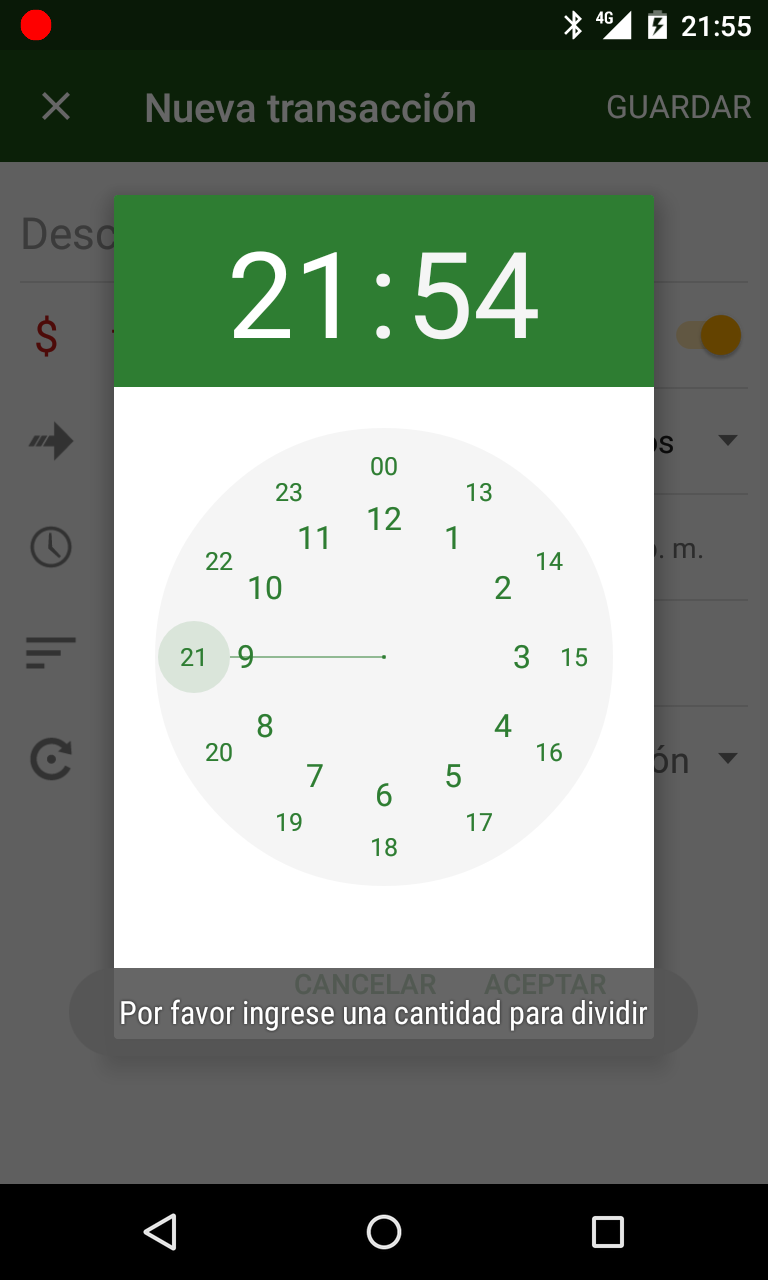 4G 21:55
Nueva transacción GUARDAR
Desc
$
21:54
os
p. m.
ón
00
23 13
12
11 1
22 14
10 2
21 9 3 15
8 4
20 16
7 5
6
19 17
18
CANCELAR ACEPTAR
Por favor ingrese una cantidad para dividir